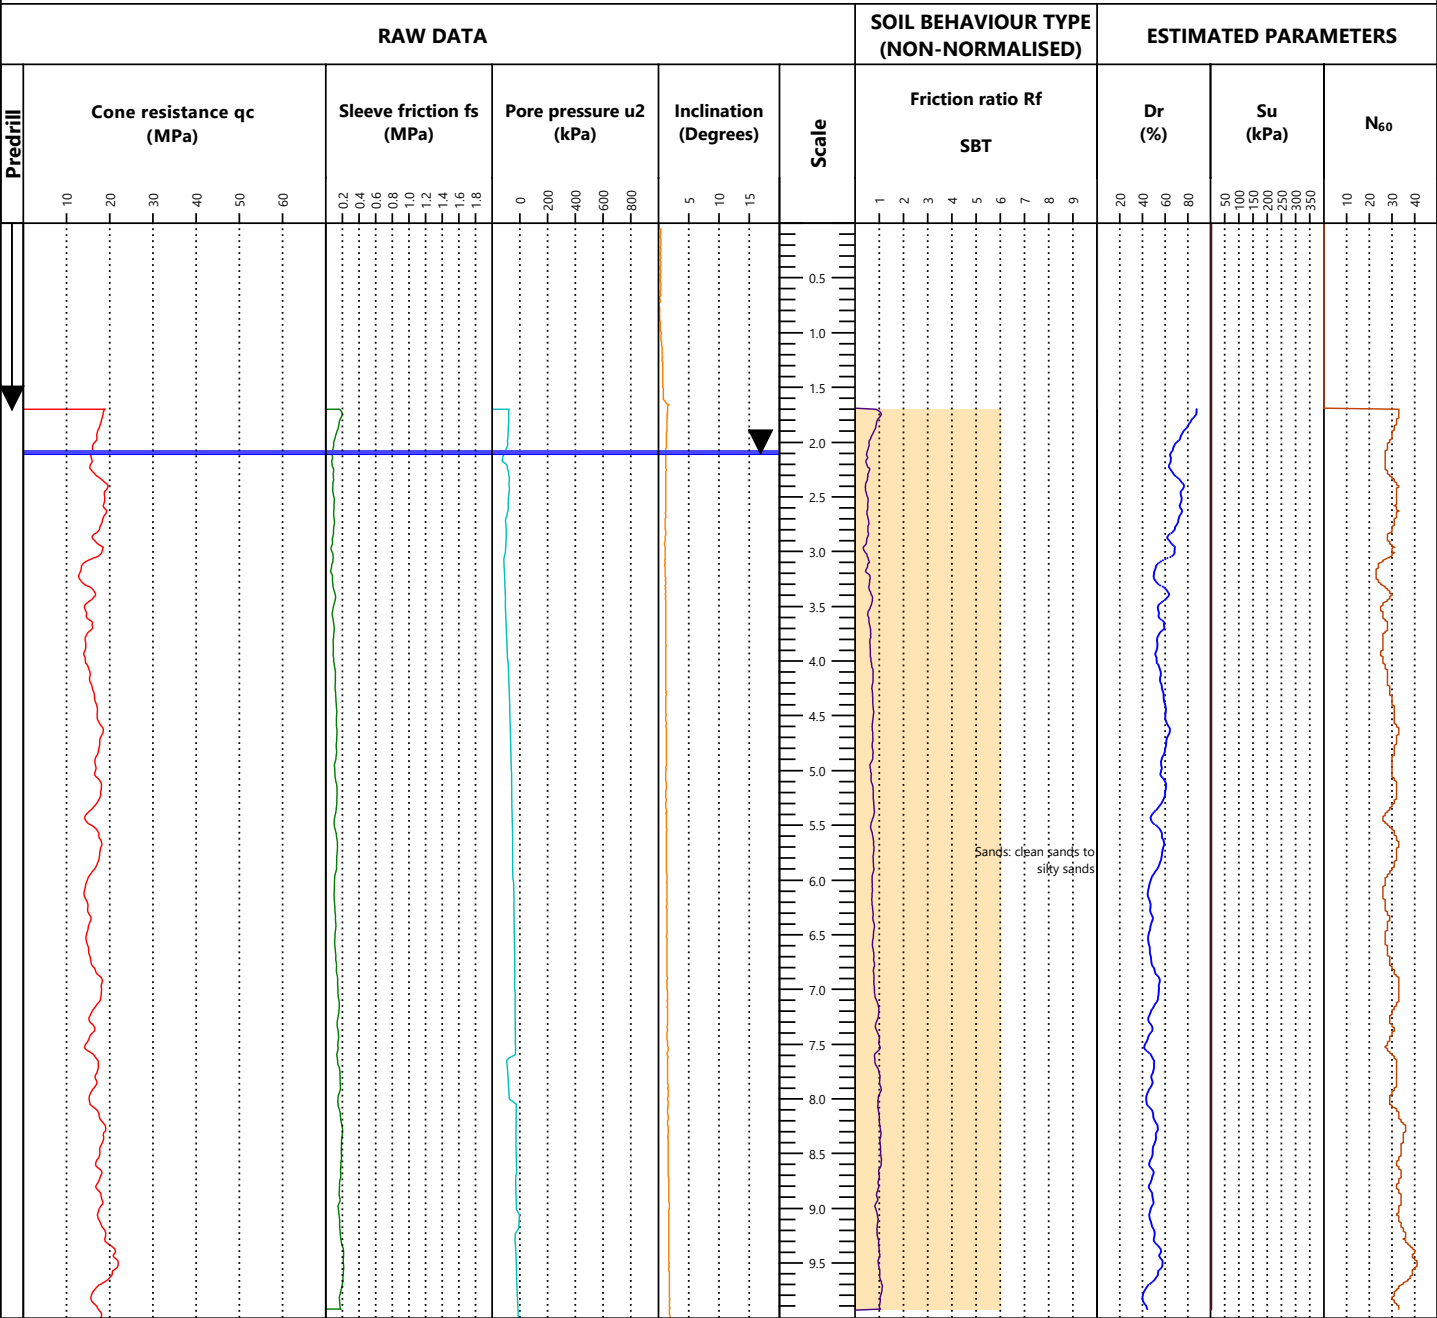 RAW DATA
SOIL BEHAVIOUR TYPE
(NON-NORMALISED)
ESTIMATED PARAMETERS
Predrill
Cone resistance qc
(MPa)
Sleeve friction fs
(MPa)
Pore pressure u2
(kPa)
Inclination
(Degrees)
Scale
Friction ratio Rf
SBT
Dr
(%)
Su
(kPa)
N60
10 20 30 40 50 60
0.2 0.4 0.6 0.8 1.0 1.2 1.4 1.6 1.8
0 200 400 600 800
5 10 15
1 2 3 4 5 6 7 8 9
20 40 60 80
50 100 150 200 250 300 350
10 20 30 40
0.5
1.0
1.5
2.0
2.5
3.0
3.5
4.0
4.5
5.0
5.5
Sands: clean sands to
silty sands
6.0
6.5
7.0
7.5
8.0
8.5
9.0
9.5